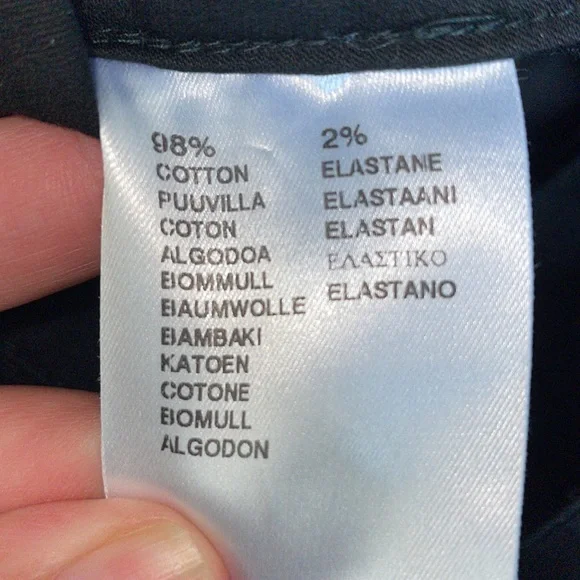 98%
COTTON
PUUVILLA
COTON
ALGODOA
BOMMULL
BAUMWOLLE
BAMBAKI
KATOEN
COTONE
BOMULL
ALGODON
2%
ELASTANE
ELASTAANI
ELASTAN
ΕΛΑΣΤΙΚΟ
ELASTANO